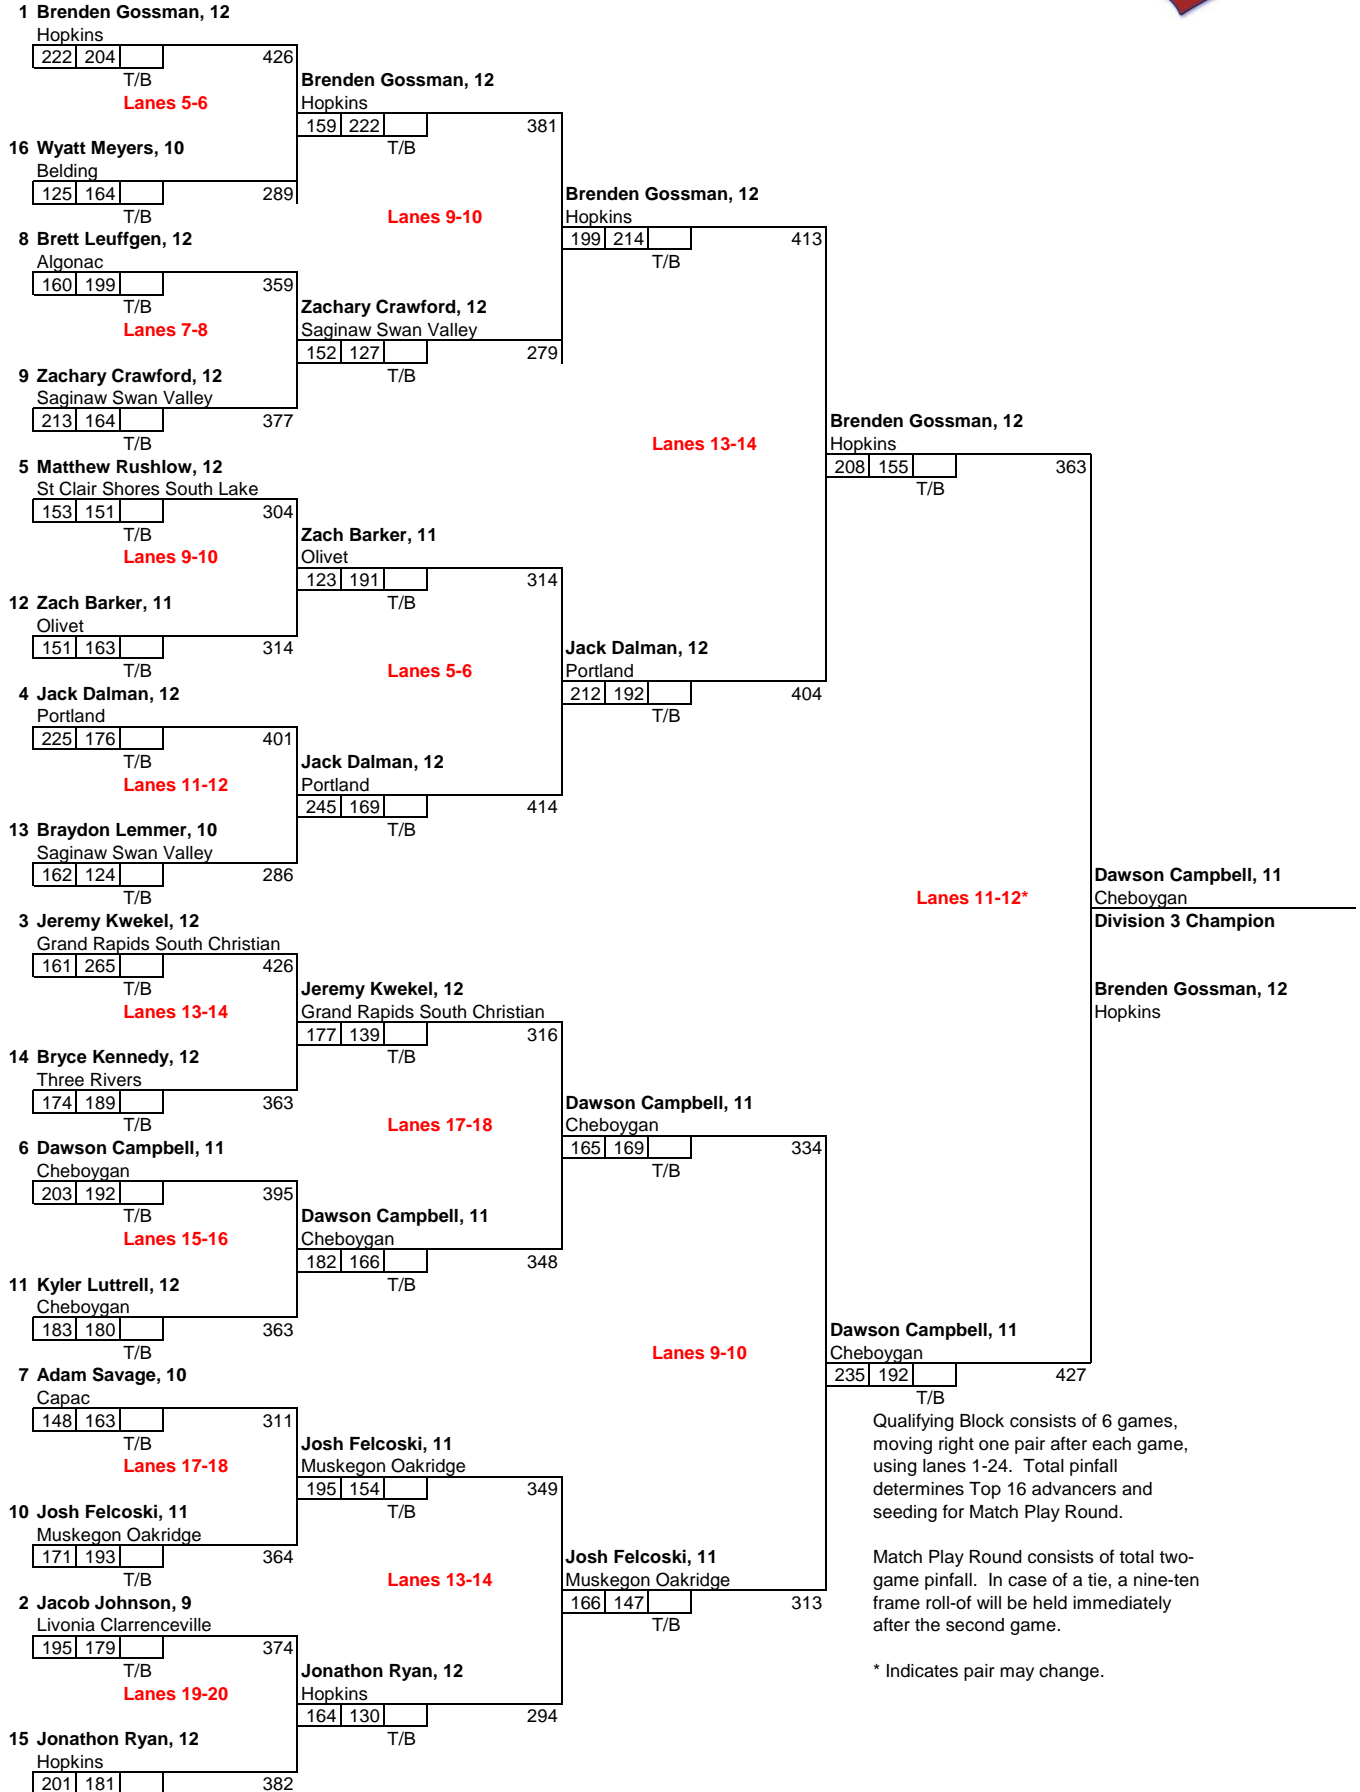 1 Brenden Gossman, 12
Hopkins
222 204 426
T/B
Lanes 5-6
16 Wyatt Meyers, 10
Belding
125 164 289
T/B
8 Brett Leuffgen, 12
Algonac
160 199 359
T/B
Lanes 7-8
9 Zachary Crawford, 12
Saginaw Swan Valley
213 164 377
T/B
5 Matthew Rushlow, 12
St Clair Shores South Lake
153 151 304
T/B
Lanes 9-10
12 Zach Barker, 11
Olivet
151 163 314
T/B
4 Jack Dalman, 12
Portland
225 176 401
T/B
Lanes 11-12
13 Braydon Lemmer, 10
Saginaw Swan Valley
162 124 286
T/B
3 Jeremy Kwekel, 12
Grand Rapids South Christian
161 265 426
T/B
Lanes 13-14
14 Bryce Kennedy, 12
Three Rivers
174 189 363
T/B
6 Dawson Campbell, 11
Cheboygan
203 192 395
T/B
Lanes 15-16
11 Kyler Luttrell, 12
Cheboygan
183 180 363
T/B
7 Adam Savage, 10
Capac
148 163 311
T/B
Lanes 17-18
10 Josh Felcoski, 11
Muskegon Oakridge
171 193 364
T/B
2 Jacob Johnson, 9
Livonia Clarrenceville
195 179 374
T/B
Lanes 19-20
15 Jonathon Ryan, 12
Hopkins
201 181 382
Brenden Gossman, 12
Hopkins
159 222 381
T/B
Lanes 9-10
Zachary Crawford, 12
Saginaw Swan Valley
152 127 279
T/B
Zach Barker, 11
Olivet
123 191 314
T/B
Lanes 5-6
Jack Dalman, 12
Portland
245 169 414
T/B
Jeremy Kwekel, 12
Grand Rapids South Christian
177 139 316
T/B
Lanes 17-18
Dawson Campbell, 11
Cheboygan
182 166 348
T/B
Josh Felcoski, 11
Muskegon Oakridge
195 154 349
T/B
Lanes 13-14
Jonathon Ryan, 12
Hopkins
164 130 294
T/B
Brenden Gossman, 12
Hopkins
199 214 413
T/B
Lanes 13-14
Jack Dalman, 12
Portland
212 192 404
T/B
Dawson Campbell, 11
Cheboygan
165 169 334
T/B
Lanes 9-10
Josh Felcoski, 11
Muskegon Oakridge
166 147 313
T/B
Brenden Gossman, 12
Hopkins
208 155 363
T/B
Lanes 11-12*
Dawson Campbell, 11
Cheboygan
235 192 427
T/B
Dawson Campbell, 11
Cheboygan
Division 3 Champion
Brenden Gossman, 12
Hopkins
Qualifying Block consists of 6 games,
moving right one pair after each game,
using lanes 1-24. Total pinfall
determines Top 16 advancers and
seeding for Match Play Round.
Match Play Round consists of total two-
game pinfall. In case of a tie, a nine-ten
frame roll-of will be held immediately
after the second game.
* Indicates pair may change.